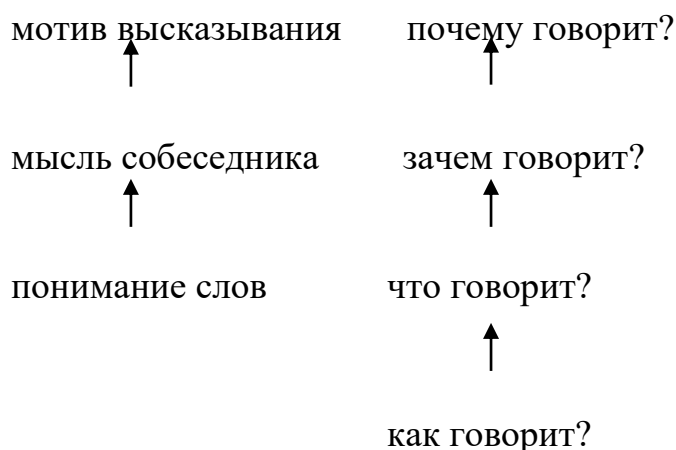 мотив высказывания почему говорит?
мысль собеседника зачем говорит?
понимание слов что говорит?
как говорит?